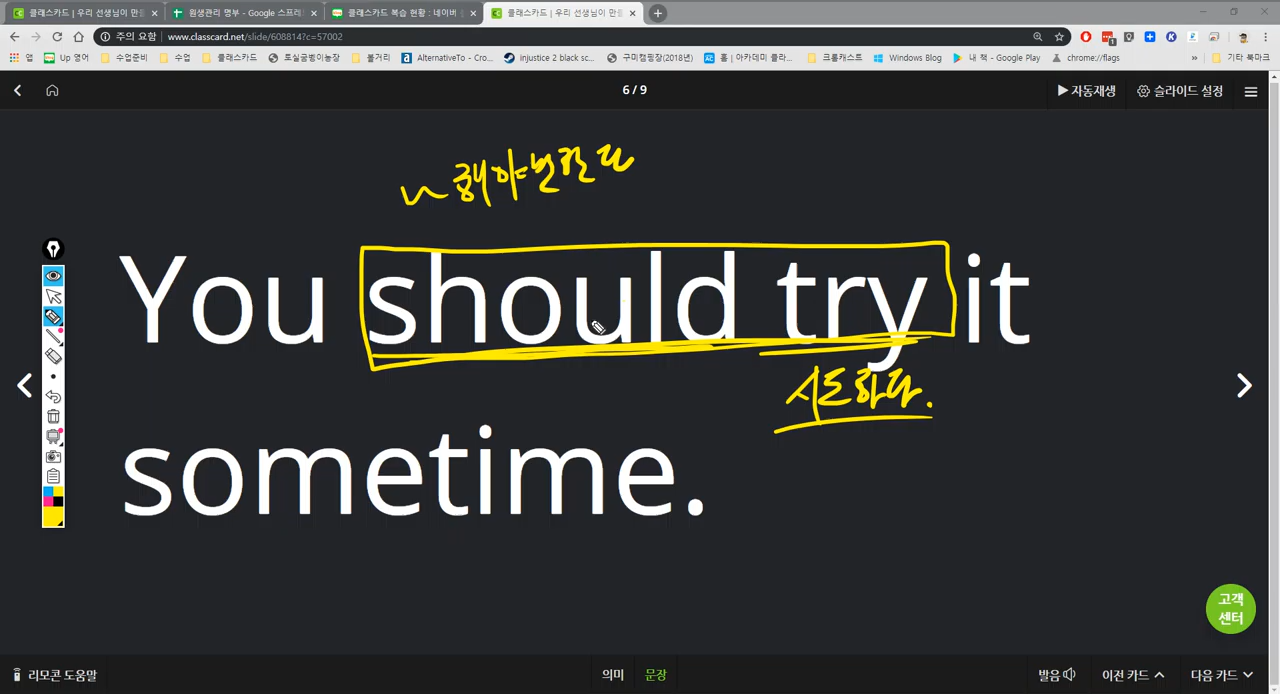 클래스카드 | 우리 선생님이 만든 원생관리 명부 - Google 스프레 클래스카드 복습 현황 : 네이버 클래스카드 | 우리 선생님이 만든
주의 요함 www.classcard.net/slide/608814?c=57002
앱 Up 영어 수업준비 수업 클래스카드 토실굼벵이농장 볼거리 AlternativeTo - Cro... Injustice 2 black sc... 구미캠핑장(2018년) 홈 | 아카데미 플라... 크롬캐스트 Windows Blog 내 책 - Google Play chrome://flags » 기타 북마크
6 / 9 자동재생 슬라이드 설정
~해야만한다
You should try it
시도하다.
sometime.
고객
센터
리모콘 도움말 의미 문장 발음 이전 카드 다음 카드